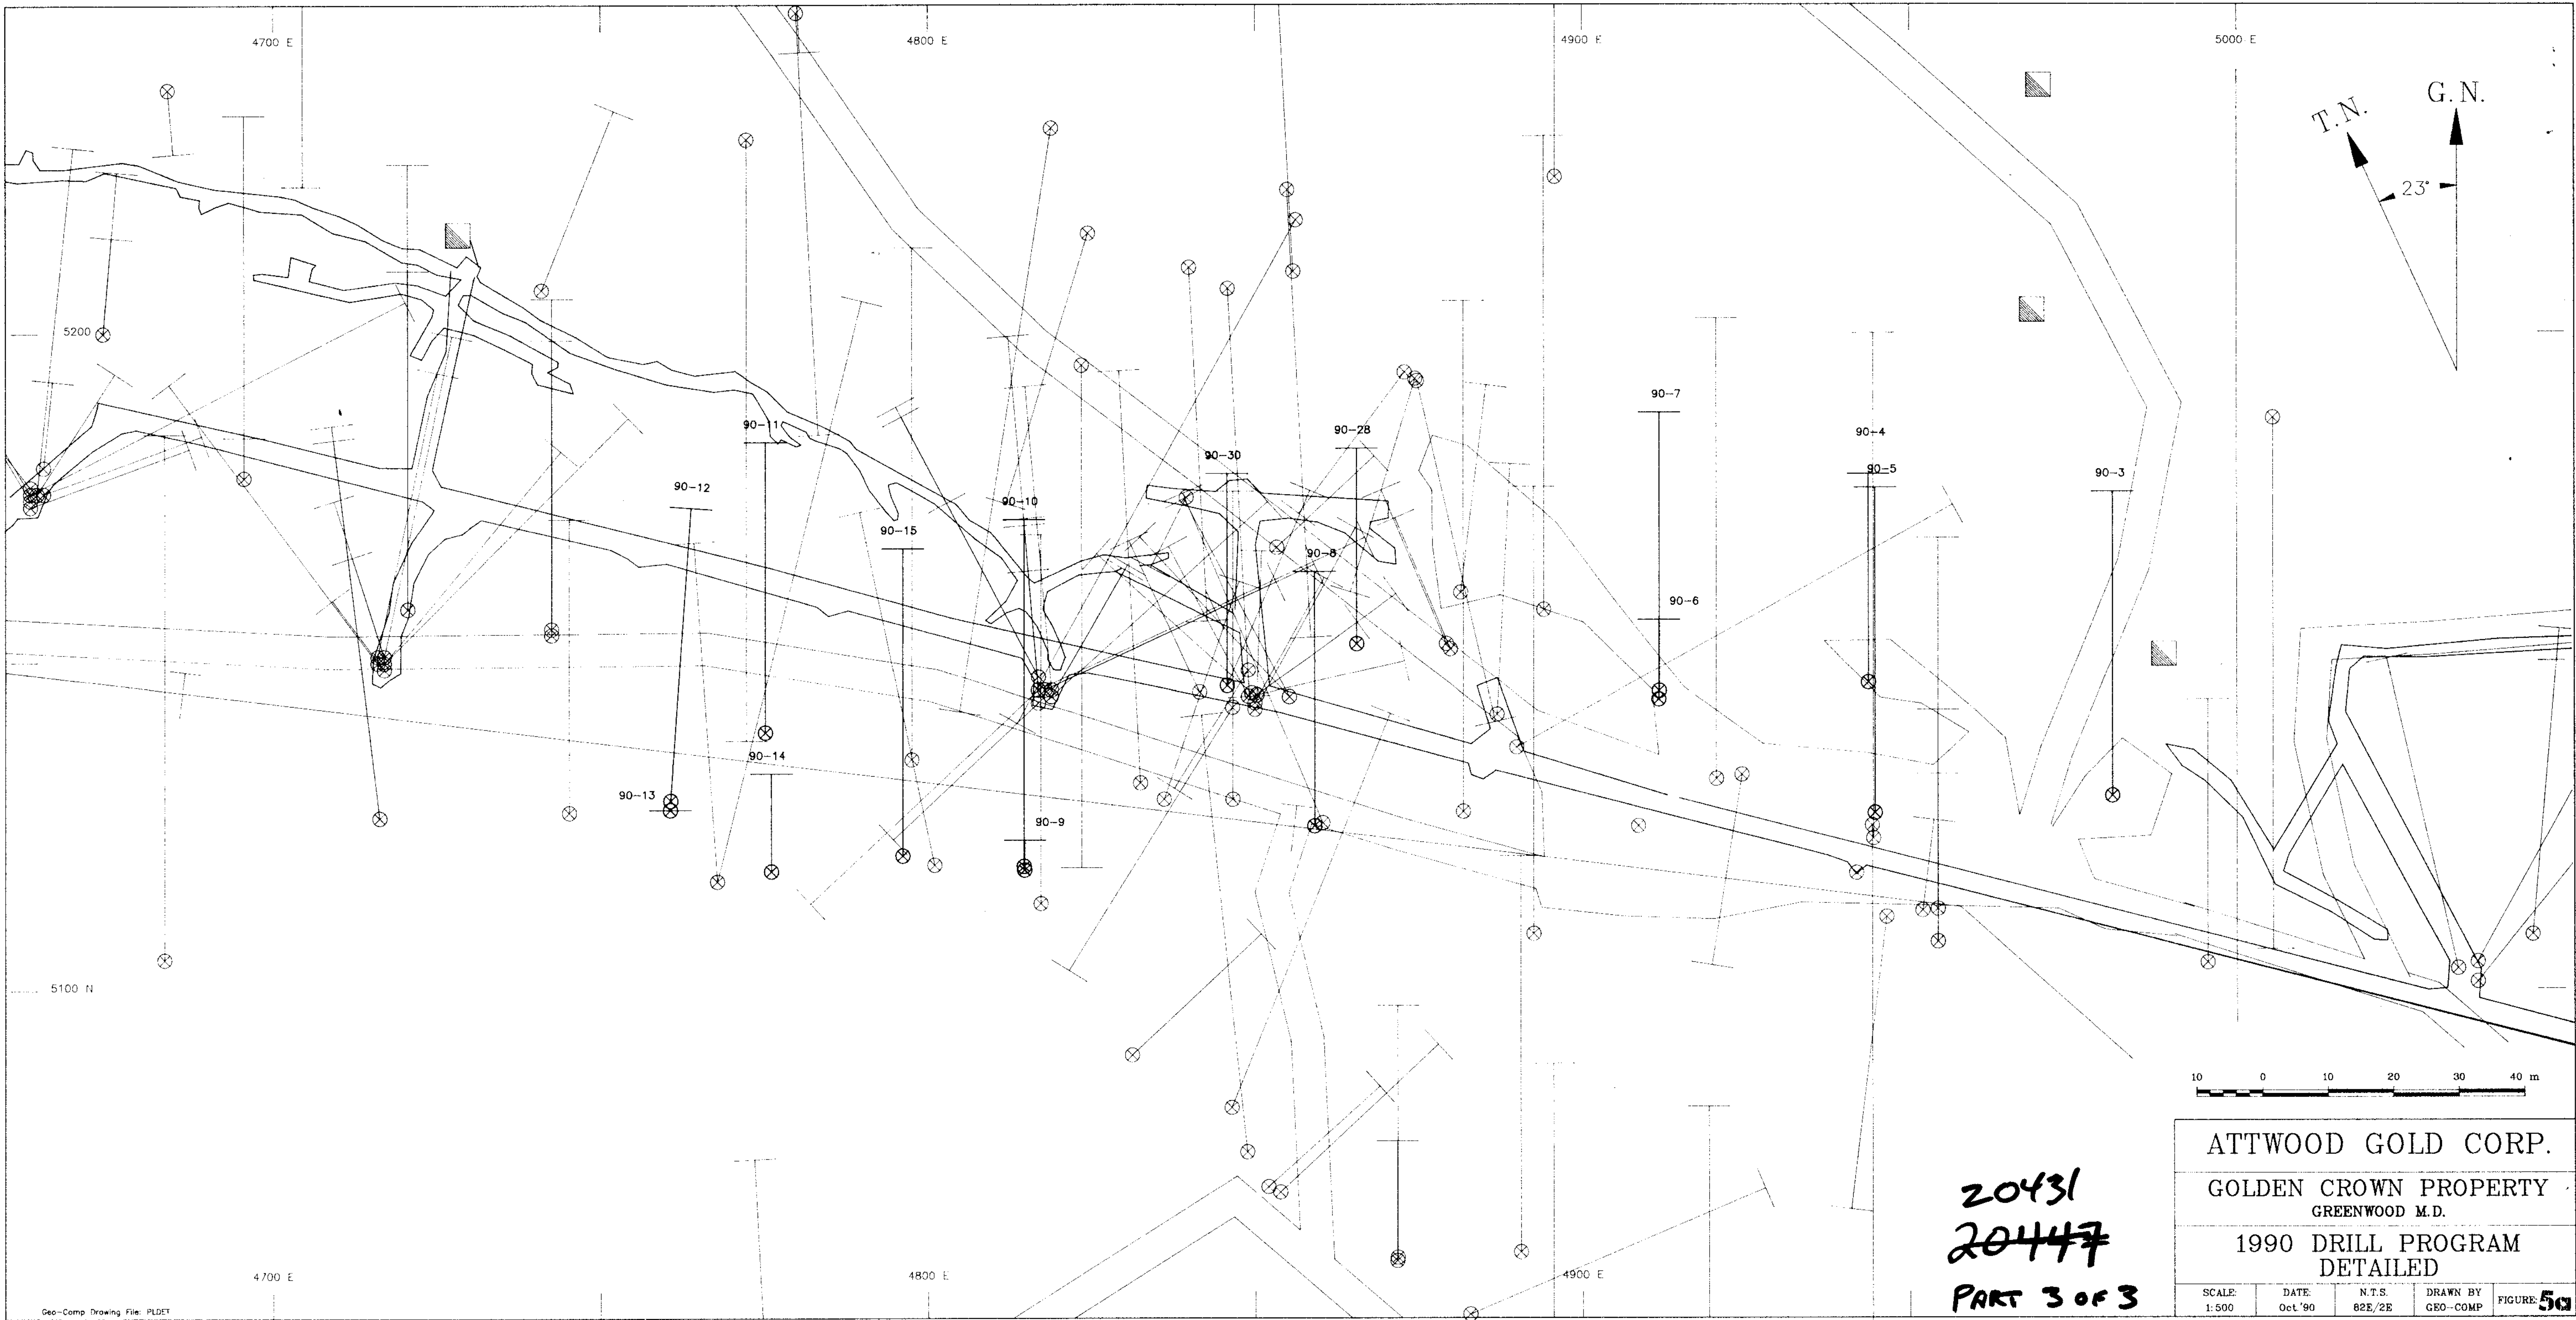 4700 E
4800 E
4900 E
5000 E
G.N.
T.N.
23°
5200
90-7
90-11
90-28
90-4
90-30
90-5
90-3
90-12
90-10
90-15
90-8
90-6
90-14
90-13
90-9
5100 N
10 0 10 20 30 40 m
ATTWOOD GOLD CORP.
GOLDEN CROWN PROPERTY
GREENWOOD M.D.
1990 DRILL PROGRAM
DETAILED
SCALE: 1:500
DATE: Oct.'90
N.T.S. 82E/2E
DRAWN BY GEO-COMP
FIGURE: 5a
20431
20447
PART 3 OF 3
4700 E
4800 E
4900 E
Geo-Comp Drawing File: PLDET